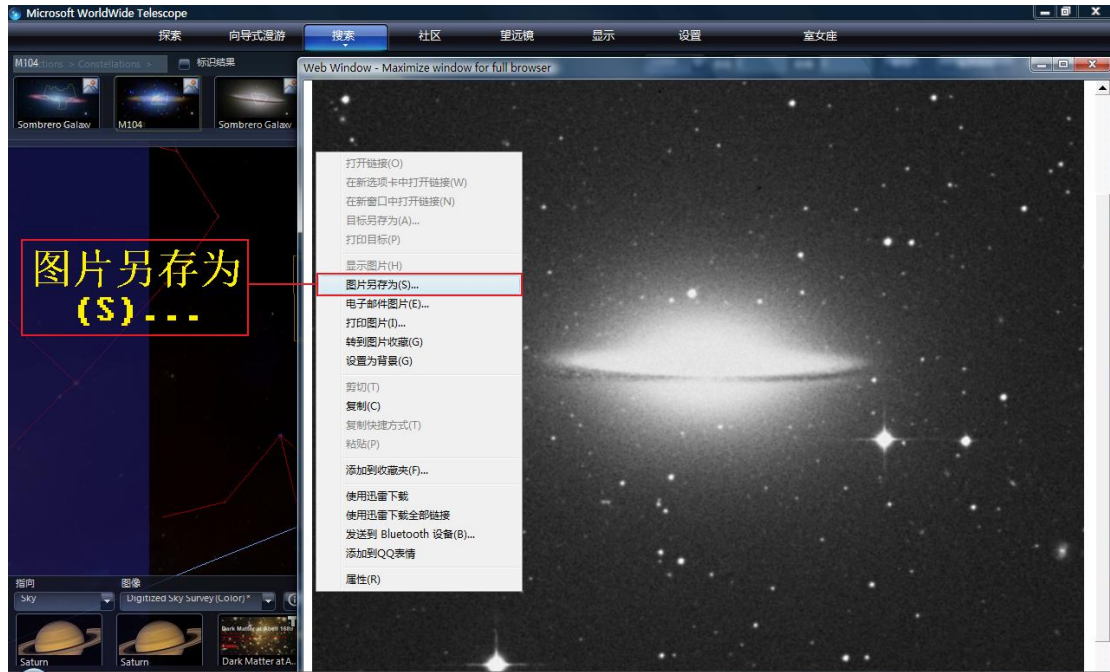 Microsoft WorldWide Telescope
探索 向导式漫游 搜索 社区 望远镜 显示 设置 室女座
M104
tions > Constellations >
标识结果
Sombrero Galaxy
M104
Sombrero Galaxy
Web Window - Maximize window for full browser
打开链接(O)
在新选项卡中打开链接(W)
在新窗口中打开链接(N)
目标另存为(A)...
打印目标(P)
显示图片(H)
图片另存为(S)...
电子邮件图片(E)...
打印图片(I)...
转到图片收藏(G)
设置为背景(G)
剪切(T)
复制(C)
复制快捷方式(T)
粘贴(P)
添加到收藏夹(F)...
使用迅雷下载
使用迅雷下载全部链接
发送到 Bluetooth 设备(B)...
添加到QQ表情
属性(R)
图片另存为
(S)...
指向 图像
Sky Digitized Sky Survey (Color) *
Saturn
Saturn
Dark Matter at Abell 168
Dark Matter at A..